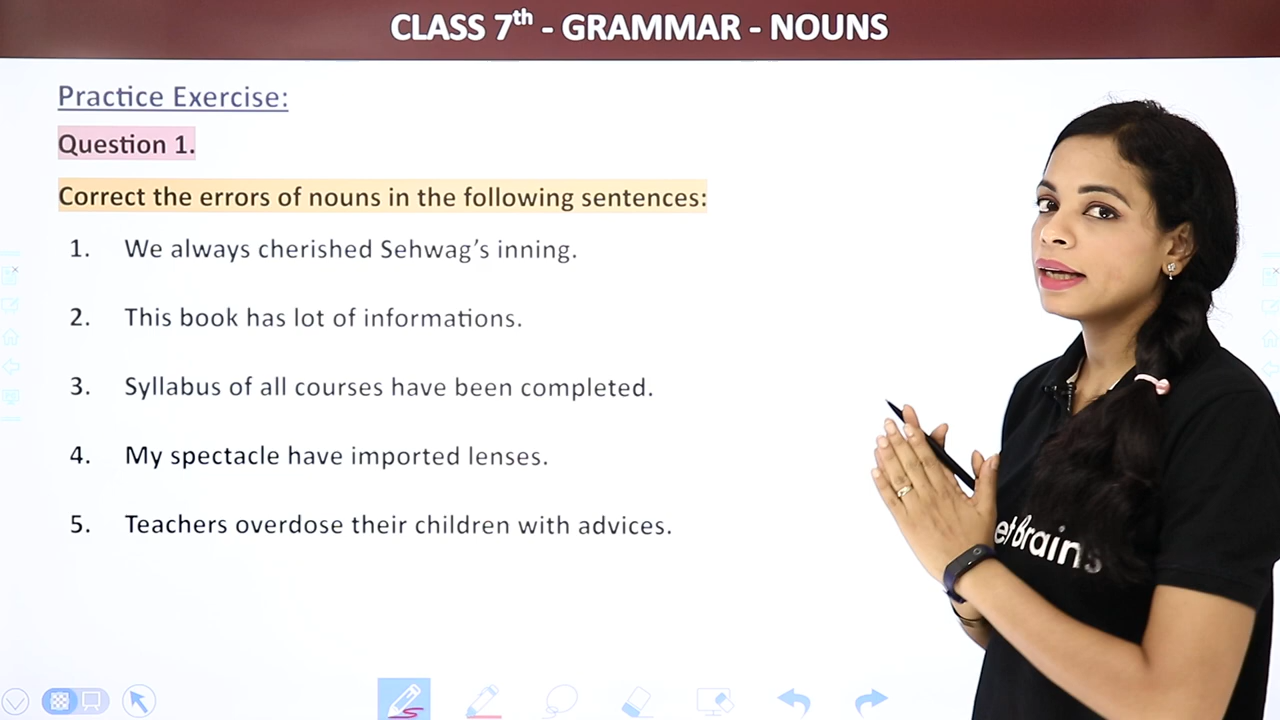 CLASS 7th - GRAMMAR - NOUNS
Practice Exercise:
Question 1.
Correct the errors of nouns in the following sentences:
1. We always cherished Sehwag's inning.
2. This book has lot of informations.
3. Syllabus of all courses have been completed.
4. My spectacle have imported lenses.
5. Teachers overdose their children with advices.
et Brains